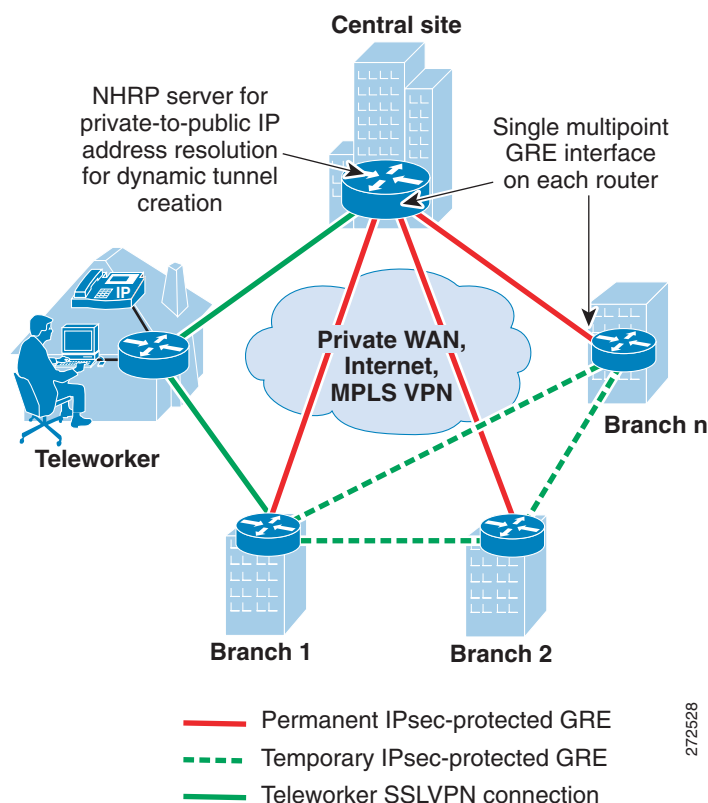 Central site
NHRP server for
private-to-public IP
address resolution
for dynamic tunnel
creation
Single multipoint
GRE interface
on each router
IP
Private WAN,
Internet,
MPLS VPN
Teleworker
Branch n
Branch 1
Branch 2
Permanent IPsec-protected GRE
Temporary IPsec-protected GRE
Teleworker SSLVPN connection
272528